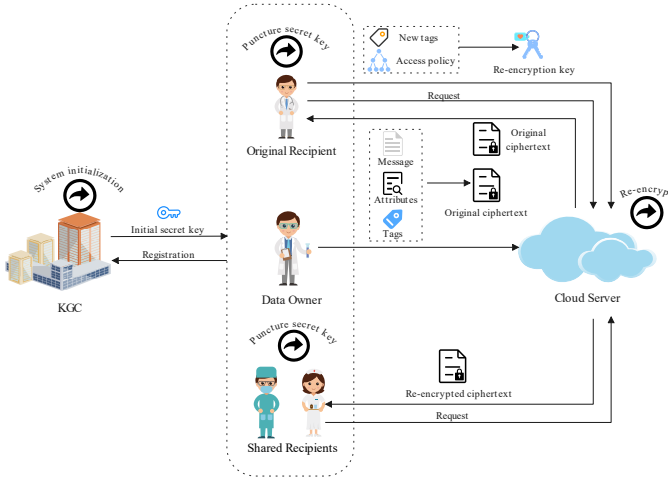 Puncture secret key
New tags
Access policy
Re-encryption key
Request
Original Recipient
Original
ciphertext
Message
Attributes
Tags
Original ciphertext
Re-encryp
System initialization
Initial secret key
Registration
KGC
Data Owner
Cloud Server
Puncture secret key
Re-encrypted ciphertext
Request
Shared Recipients